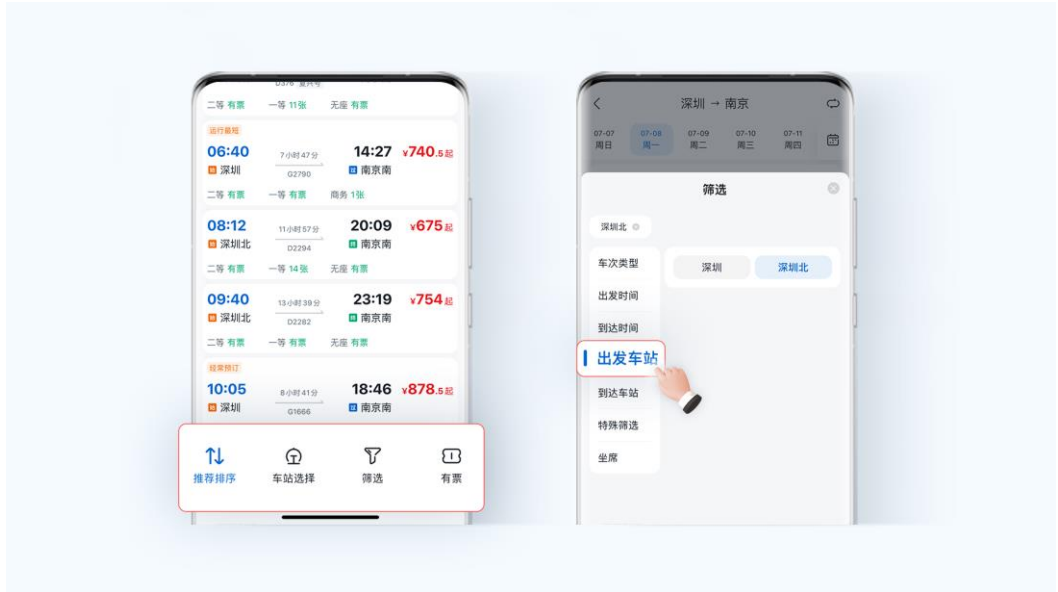 二等 有票 一等 11张 无座 有票
运行最短
06:40 7小时47分 14:27 ¥740.5起
始 深圳 G2790 过 南京南
二等 有票 一等 有票 商务 1张
08:12 11小时57分 20:09 ¥675起
始 深圳北 D2294 终 南京南
二等 有票 一等 14张 无座 有票
09:40 13小时39分 23:19 ¥754起
始 深圳北 D2282 终 南京南
二等 有票 一等 有票 无座 有票
10:05 8小时41分 18:46 ¥878.5起
始 深圳 G1666 过 南京南
推荐排序 车站选择 筛选 有票
深圳 → 南京
07-07 07-08 07-09 07-10 07-11
周日 周一 周二 周三 周四
筛选
深圳北
车次类型 深圳 深圳北
出发时间
到达时间
出发车站
到达车站
特殊筛选
坐席